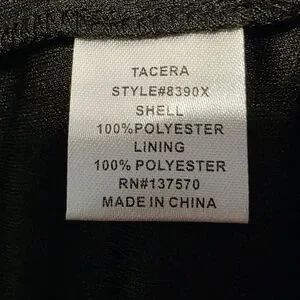 TACERA
STYLE#8390X
SHELL
100%POLYESTER
LINING
100% POLYESTER
RN#137570
MADE IN CHINA